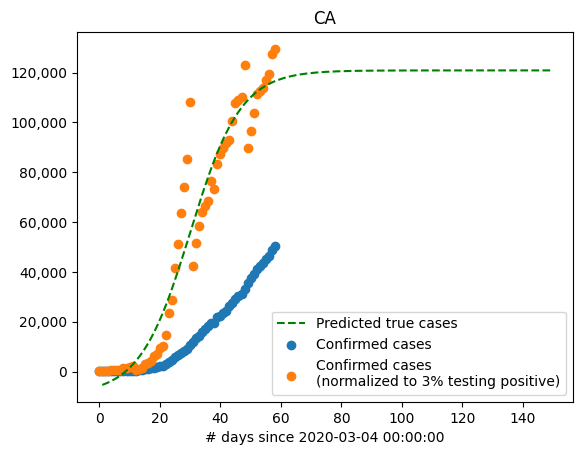 CA
120,000
100,000
80,000
60,000
40,000
20,000
0
Predicted true cases
Confirmed cases
Confirmed cases
(normalized to 3% testing positive)
0 20 40 60 80 100 120 140
# days since 2020-03-04 00:00:00